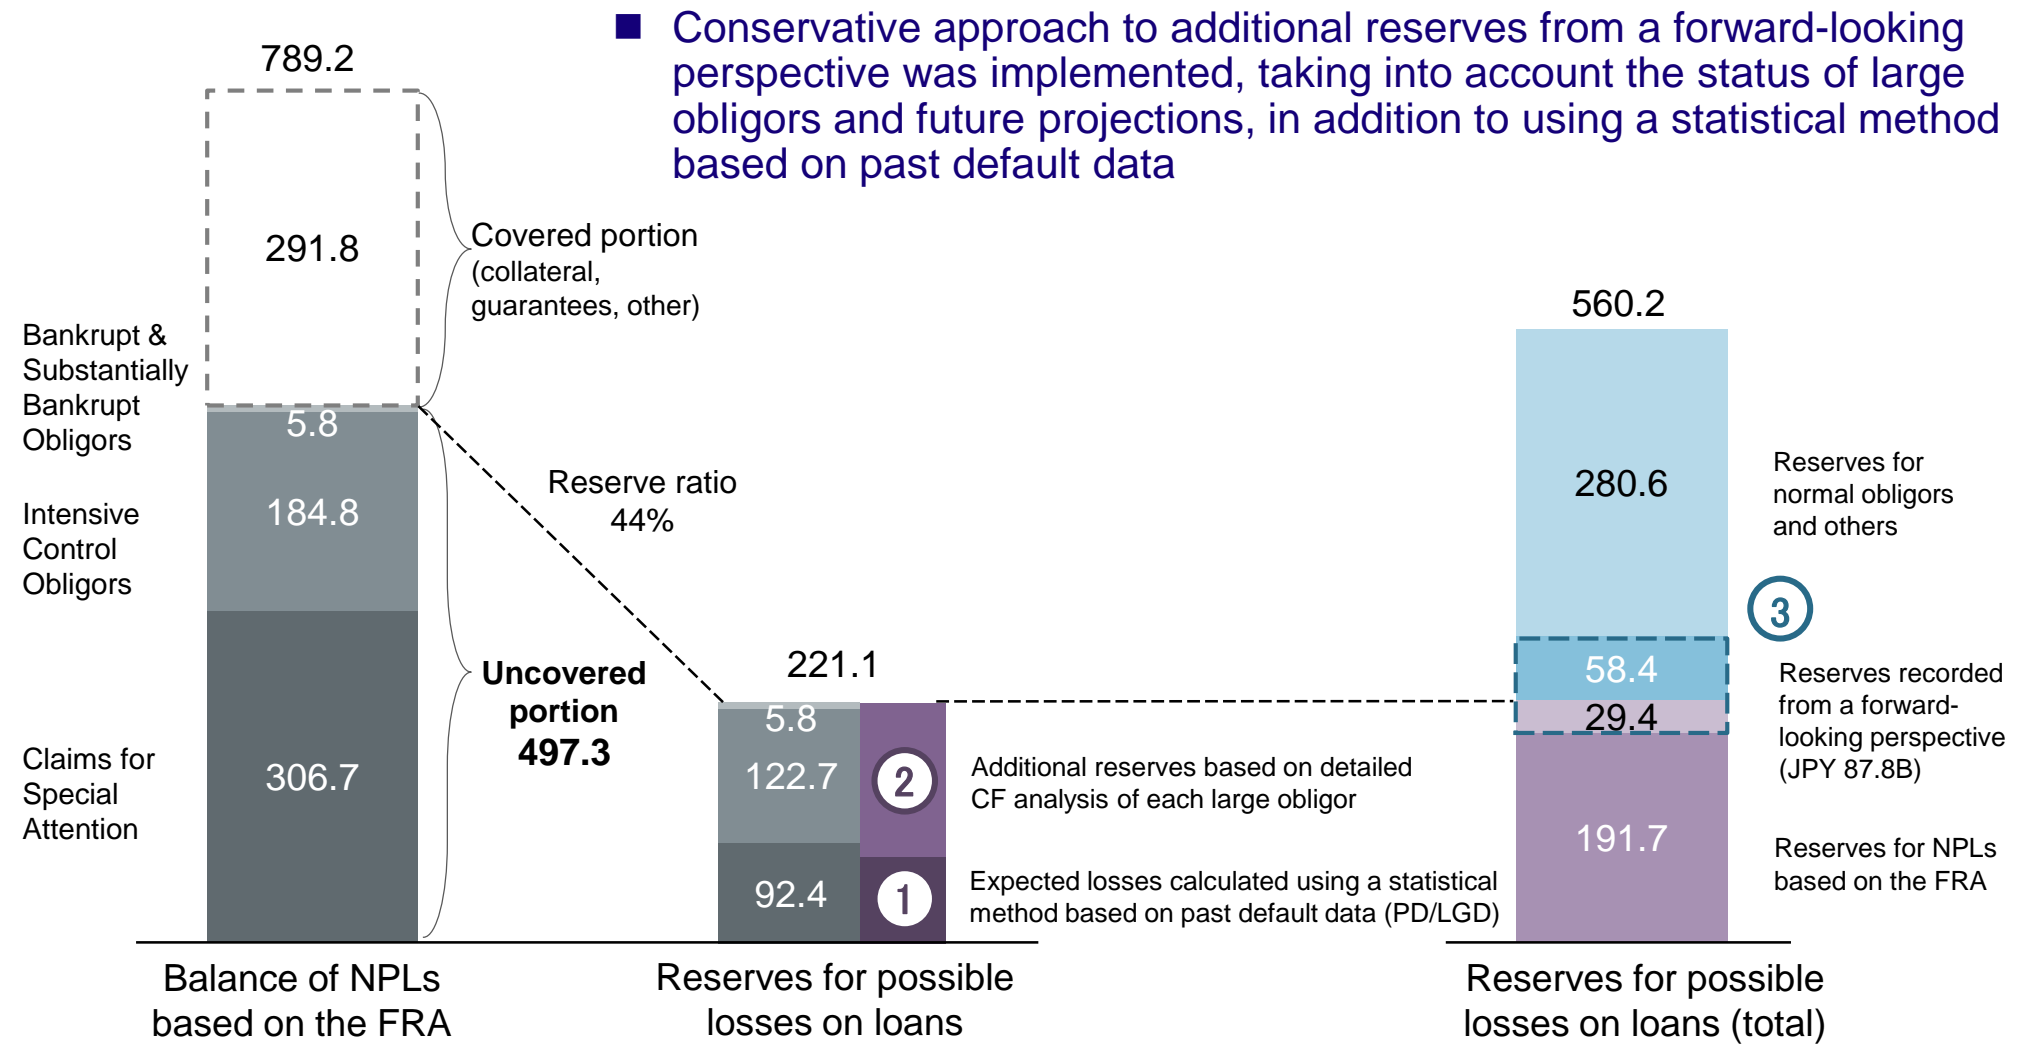 ■ Conservative approach to additional reserves from a forward-looking
perspective was implemented, taking into account the status of large
obligors and future projections, in addition to using a statistical method
based on past default data
789.2
291.8
Covered portion
(collateral,
guarantees, other)
Bankrupt &
Substantially
Bankrupt
Obligors
5.8
Intensive
Control
Obligors
184.8
Claims for
Special
Attention
306.7
Uncovered
portion
497.3
Balance of NPLs
based on the FRA
Reserve ratio
44%
221.1
5.8
122.7
92.4
2
1
Additional reserves based on detailed
CF analysis of each large obligor
Expected losses calculated using a statistical
method based on past default data (PD/LGD)
Reserves for possible
losses on loans
560.2
280.6
Reserves for
normal obligors
and others
3
58.4
29.4
Reserves recorded
from a forward-
looking perspective
(JPY 87.8B)
191.7
Reserves for NPLs
based on the FRA
Reserves for possible
losses on loans (total)